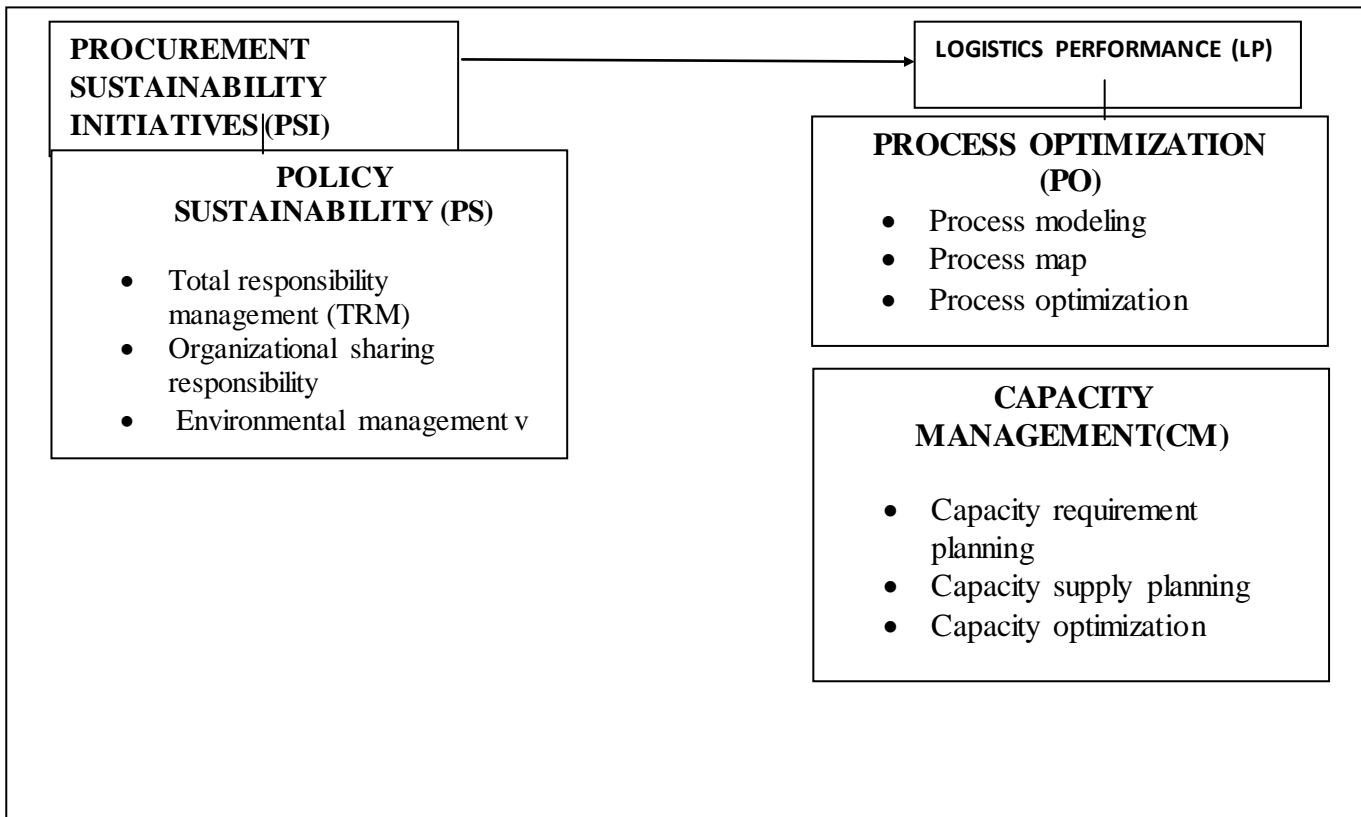 PROCUREMENT
SUSTAINABILITY
INITIATIVES (PSI)
POLICY
SUSTAINABILITY (PS)
• Total responsibility
management (TRM)
• Organizational sharing
responsibility
• Environmental management v
LOGISTICS PERFORMANCE (LP)
PROCESS OPTIMIZATION
(PO)
• Process modeling
• Process map
• Process optimization
CAPACITY
MANAGEMENT(CM)
• Capacity requirement
planning
• Capacity supply planning
• Capacity optimization